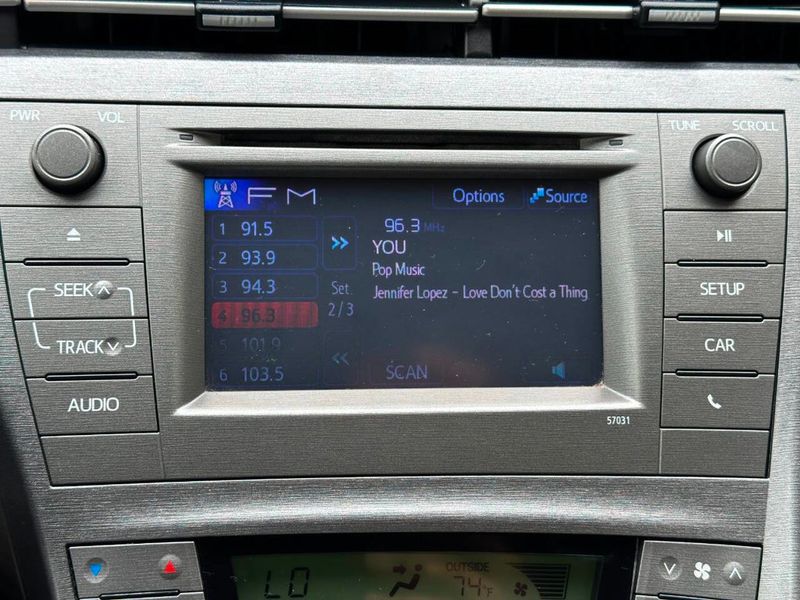 PWR VOL
TUNE SCROLL
FM Options Source
1 91.5
2 93.9
3 94.3
4 96.3
5 101.9
6 103.5
Set
2/3
96.3 MHz
YOU
Pop Music
Jennifer Lopez - Love Don't Cost a Thing
SCAN
SEEK
TRACK
AUDIO
SETUP
CAR
57031
LO
OUTSIDE
74°F